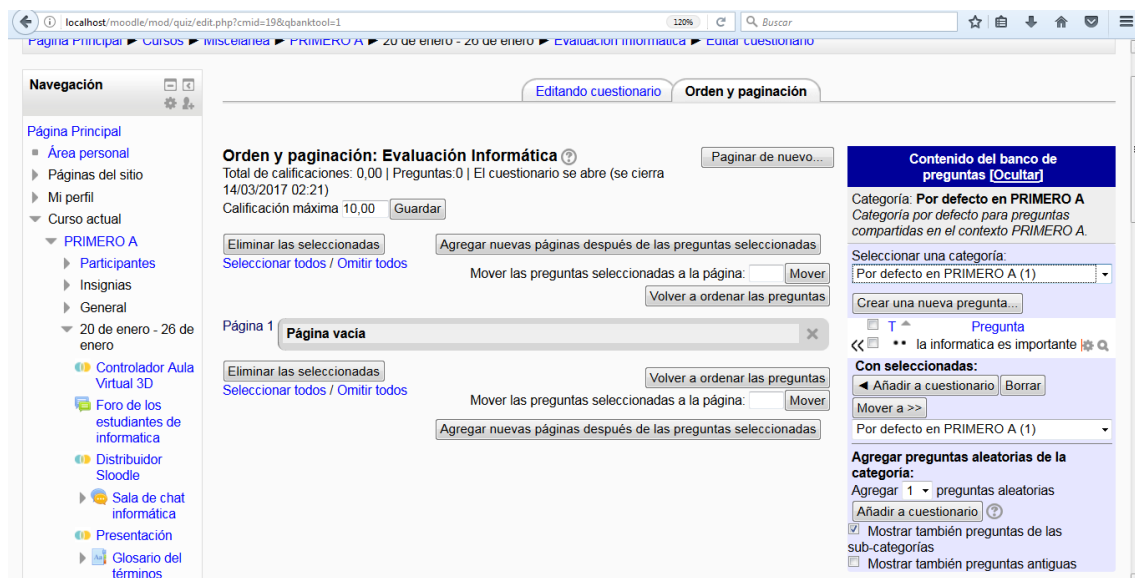 localhost/moodle/mod/quiz/edit.php?cmid=19&qbanktool=1
120%
Buscar
Página Principal ► Cursos ► Miscelánea ► PRIMERO A ► 20 de enero - 26 de enero ► Evaluación Informática ► Editar cuestionario
Navegación
Página Principal
Área personal
Páginas del sitio
Mi perfil
Curso actual
PRIMERO A
Participantes
Insignias
General
20 de enero - 26 de
enero
Controlador Aula
Virtual 3D
Foro de los
estudiantes de
informatica
Distribuidor
Sloodle
Sala de chat
informática
Presentación
Glosario del
términos
Editando cuestionario
Orden y paginación
Orden y paginación: Evaluación Informática
Paginar de nuevo...
Total de calificaciones: 0,00 | Preguntas:0 | El cuestionario se abre (se cierra
14/03/2017 02:21)
Calificación máxima 10,00 Guardar
Eliminar las seleccionadas
Agregar nuevas páginas después de las preguntas seleccionadas
Seleccionar todos / Omitir todos
Mover las preguntas seleccionadas a la página: Mover
Volver a ordenar las preguntas
Página 1 Página vacía
Eliminar las seleccionadas
Volver a ordenar las preguntas
Seleccionar todos / Omitir todos
Mover las preguntas seleccionadas a la página: Mover
Agregar nuevas páginas después de las preguntas seleccionadas
Contenido del banco de
preguntas [Ocultar]
Categoría: Por defecto en PRIMERO A
Categoría por defecto para preguntas
compartidas en el contexto PRIMERO A.
Seleccionar una categoría:
Por defecto en PRIMERO A (1)
Crear una nueva pregunta...
T Pregunta
la informatica es importante
Con seleccionadas:
◄ Añadir a cuestionario Borrar
Mover a >>
Por defecto en PRIMERO A (1)
Agregar preguntas aleatorias de la
categoría:
Agregar 1 preguntas aleatorias
Añadir a cuestionario
Mostrar también preguntas de las
sub-categorías
Mostrar también preguntas antiguas